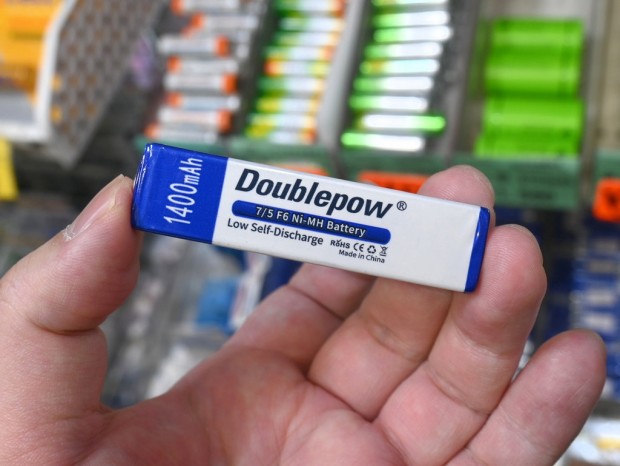 1400mAh
Doublepow®
7/5 F6 Ni-MH Battery
Low Self-Discharge
RoHS CE
Made in China